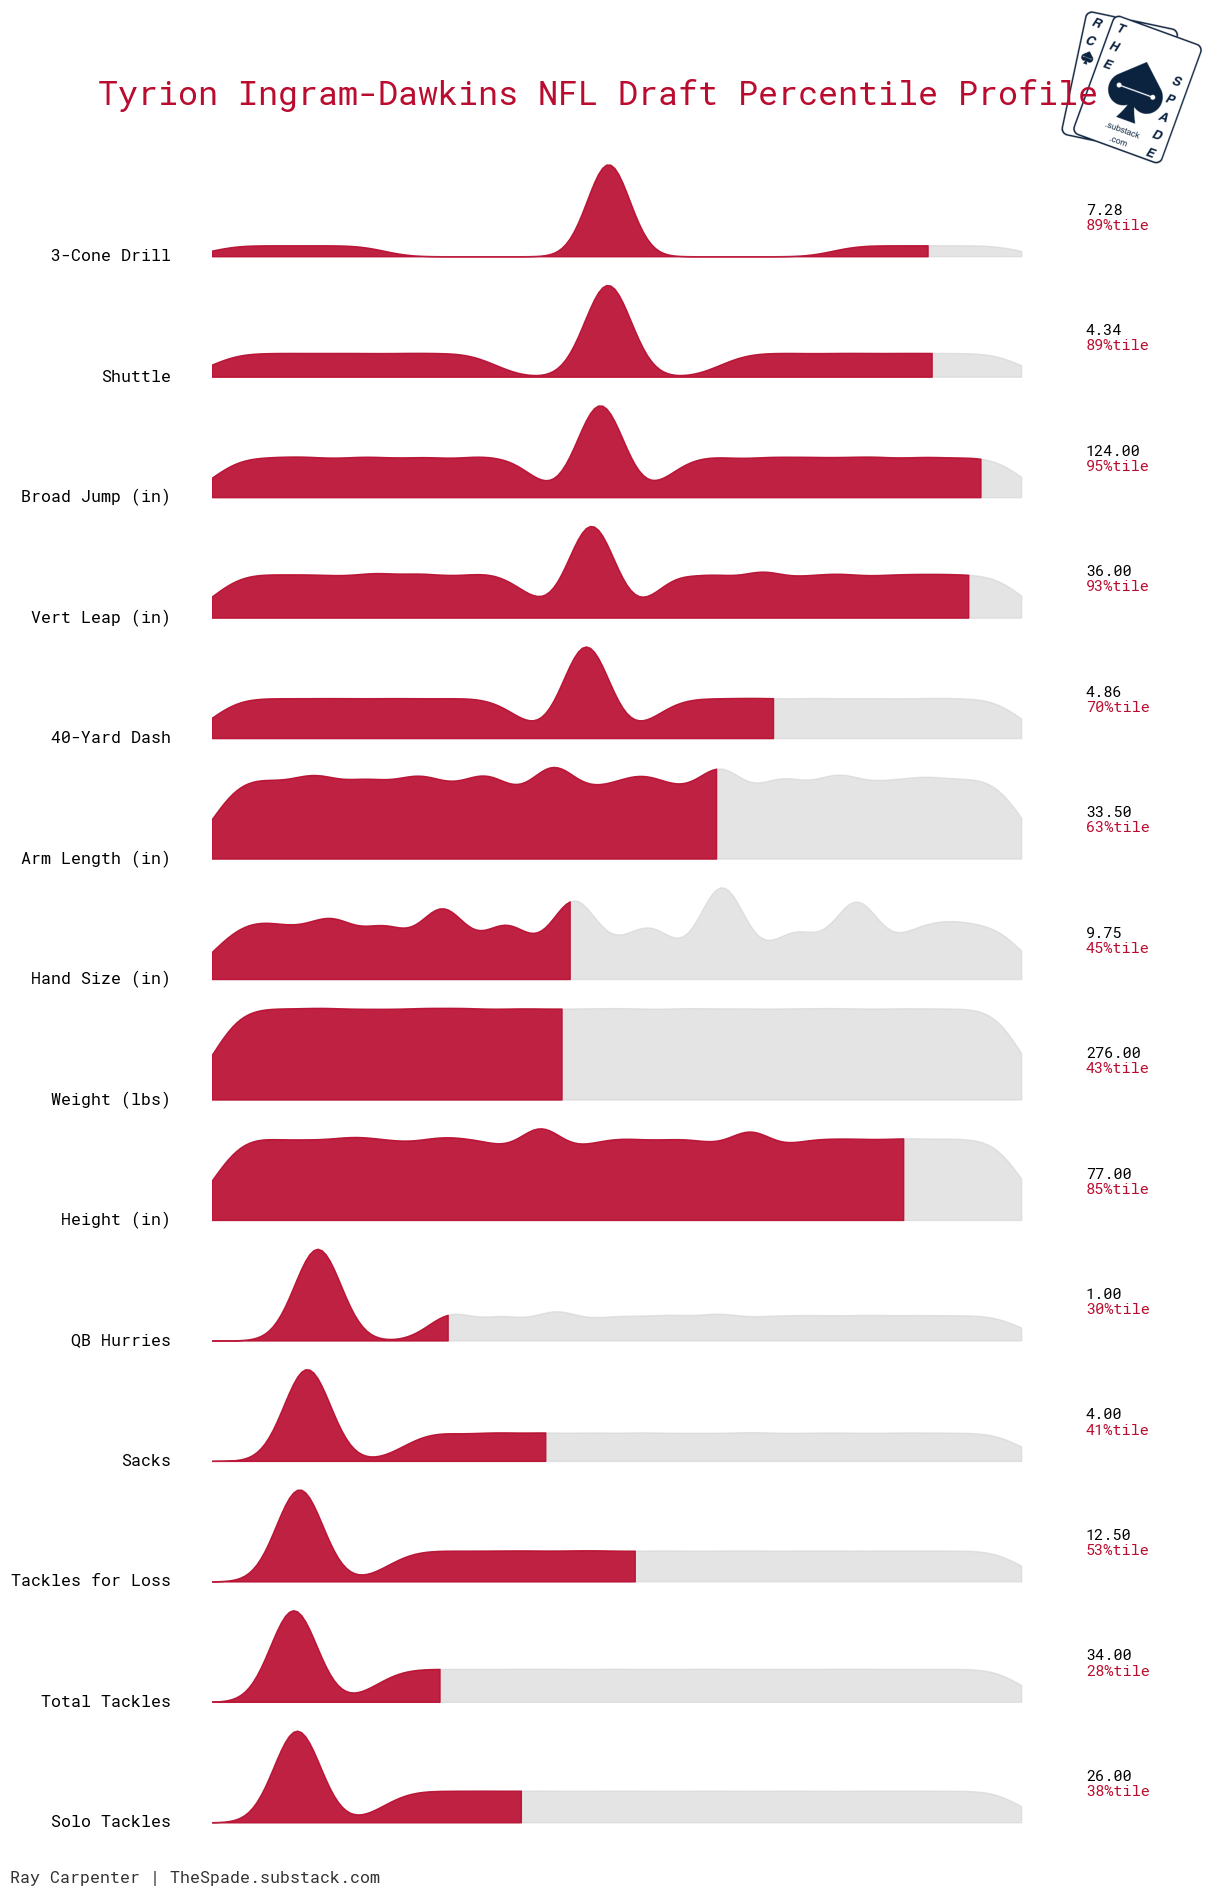 R
C
T
H
E
S
P
A
D
E
.substack
.com
Tyrion Ingram-Dawkins NFL Draft Percentile Profile
3-Cone Drill
7.28
89%tile
Shuttle
4.34
89%tile
Broad Jump (in)
124.00
95%tile
Vert Leap (in)
36.00
93%tile
40-Yard Dash
4.86
70%tile
Arm Length (in)
33.50
63%tile
Hand Size (in)
9.75
45%tile
Weight (lbs)
276.00
43%tile
Height (in)
77.00
85%tile
QB Hurries
1.00
30%tile
Sacks
4.00
41%tile
Tackles for Loss
12.50
53%tile
Total Tackles
34.00
28%tile
Solo Tackles
26.00
38%tile
Ray Carpenter | TheSpade.substack.com